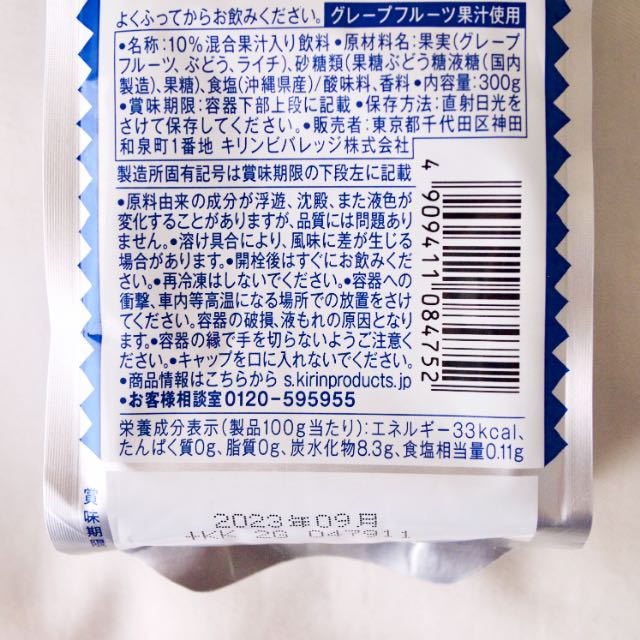 よくふってからお飲みください。 グレープフルーツ果汁使用
•名称:10%混合果汁入り飲料•原材料名:果実(グレープ
フルーツ、ぶどう、ライチ)、砂糖類(果糖ぶどう糖液糖(国内
製造)、果糖)、食塩(沖縄県産)/酸味料、香料•内容量:300g
•賞味期限:容器下部上段に記載•保存方法:直射日光を
さけて保存してください。•販売者:東京都千代田区神田
和泉町1番地 キリンビバレッジ株式会社
製造所固有記号は賞味期限の下段左に記載
•原料由来の成分が浮遊、沈殿、また液色が
変化することがありますが、品質には問題あり
ません。•溶け具合により、風味に差が生じる
場合があります。•開栓後はすぐにお飲みくだ
さい。•再冷凍はしないでください。•容器への
衝撃、車内等高温になる場所での放置をさけ
てください。容器の破損、液もれの原因となり
ます。•容器の縁で手を切らないようご注意く
ださい。•キャップを口に入れないでください。
•商品情報はこちらから s.kirinproducts.jp
•お客様相談室 0120-595955
4 909411 084752
栄養成分表示(製品100g当たり):エネルギー33kcal、
たんぱく質0g、脂質0g、炭水化物8.3g、食塩相当量0.11g
賞味期限
2023年09月
+KK 2G 047911